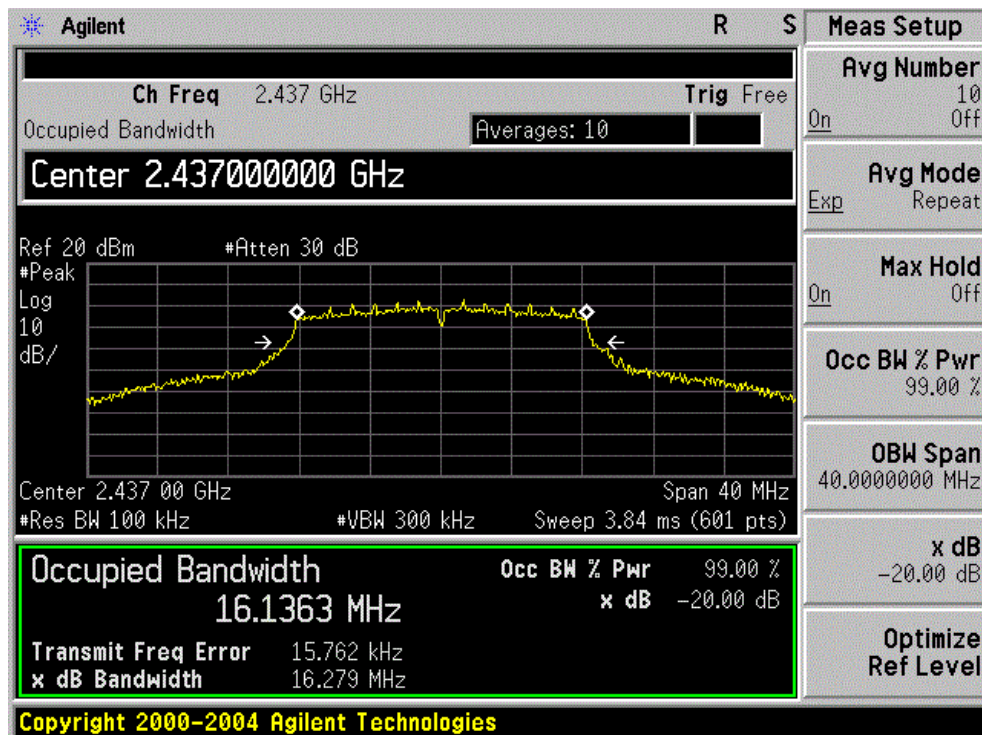 Agilent R S Meas Setup
Ch Freq 2.437 GHz Trig Free
Occupied Bandwidth Averages: 10
Center 2.437000000 GHz
Ref 20 dBm #Atten 30 dB
#Peak
Log
10
dB/
Center 2.437 00 GHz Span 40 MHz
#Res BW 100 kHz #VBW 300 kHz Sweep 3.84 ms (601 pts)
Occupied Bandwidth Occ BW % Pwr 99.00 %
16.1363 MHz x dB -20.00 dB
Transmit Freq Error 15.762 kHz
x dB Bandwidth 16.279 MHz
Copyright 2000-2004 Agilent Technologies
Avg Number
10
On Off
Avg Mode
Exp Repeat
Max Hold
On Off
Occ BW % Pwr
99.00 %
OBW Span
40.0000000 MHz
x dB
-20.00 dB
Optimize
Ref Level